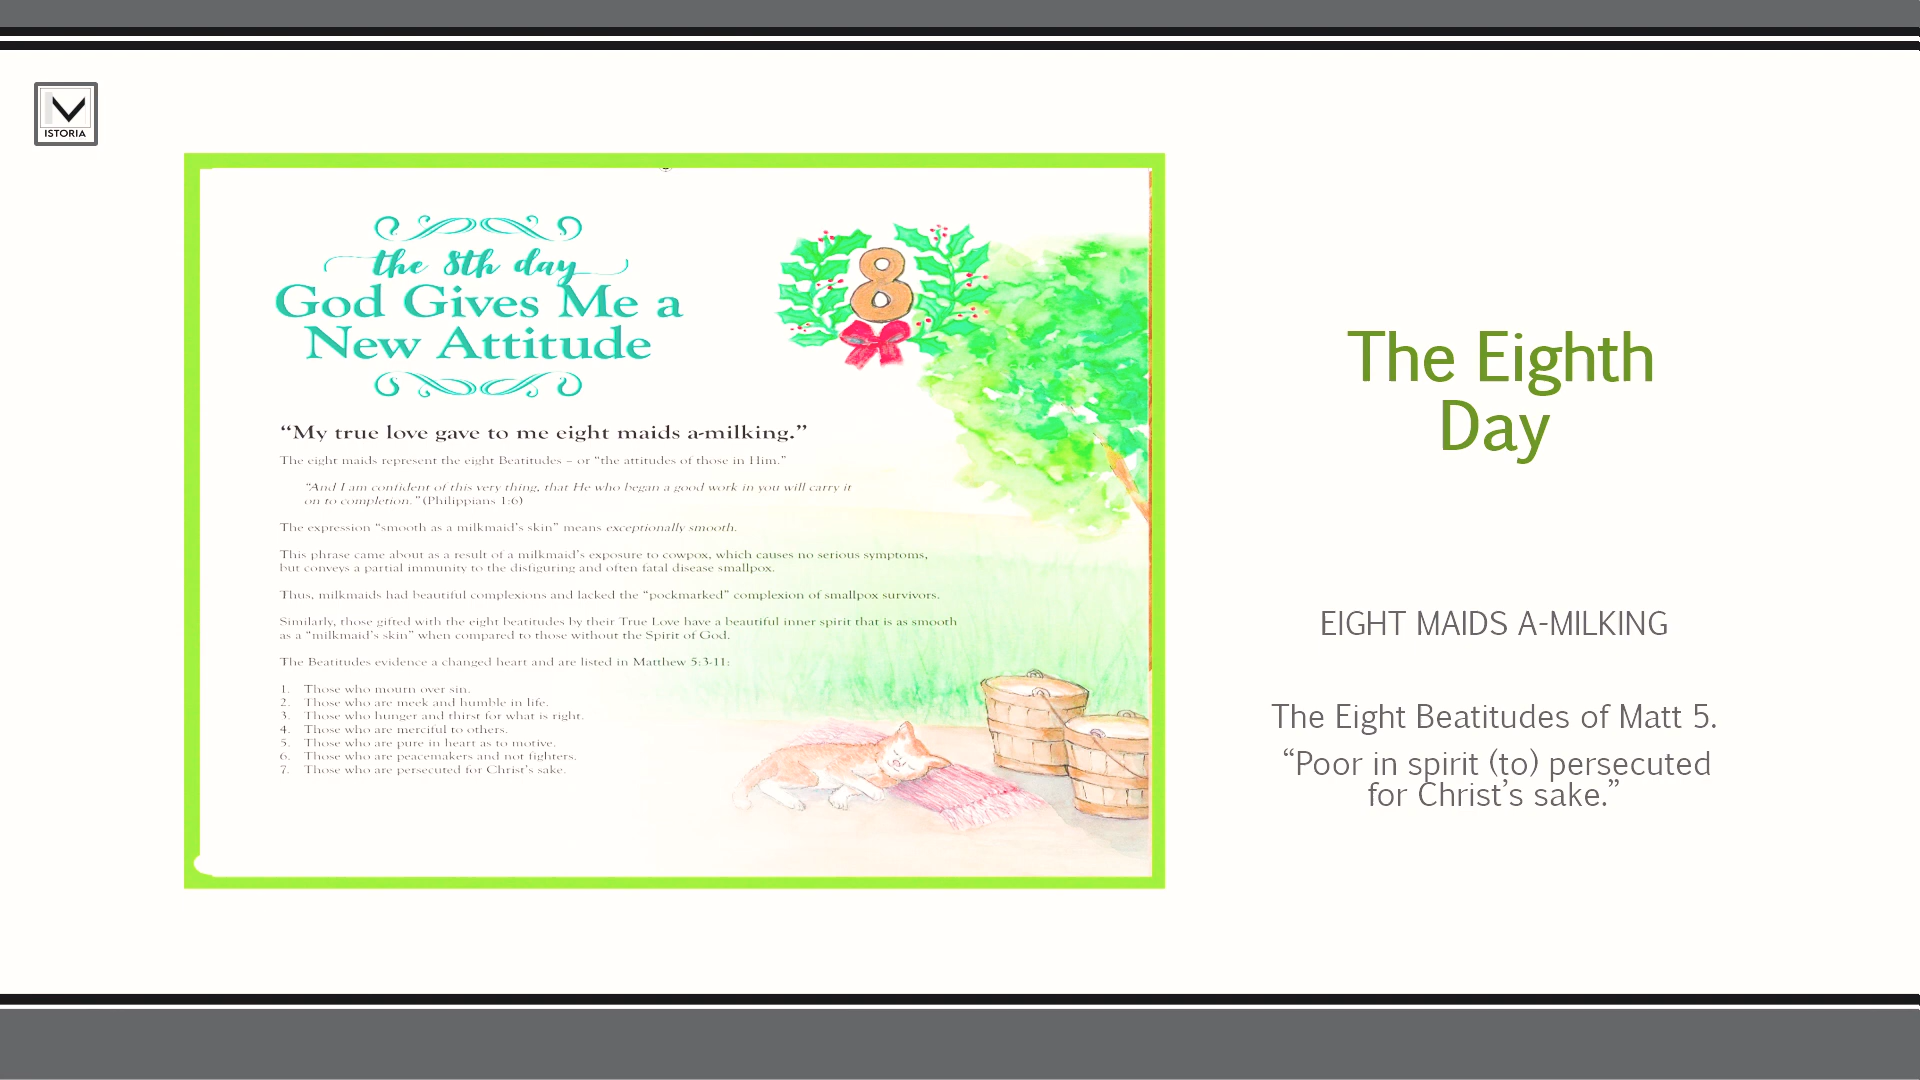 ISTORIA
the 8th day
God Gives Me a
New Attitude
8
“My true love gave to me eight maids a-milking.”
The eight maids represent the eight Beatitudes – or “the attitudes of those in Him.”
“And I am confident of this very thing, that He who began a good work in you will carry it
on to completion.” (Philippians 1:6)
The expression “smooth as a milkmaid’s skin” means exceptionally smooth.
This phrase came about as a result of a milkmaid’s exposure to cowpox, which causes no serious symptoms,
but conveys a partial immunity to the disfiguring and often fatal disease smallpox.
Thus, milkmaids had beautiful complexions and lacked the “pockmarked” complexion of smallpox survivors.
Similarly, those gifted with the eight beatitudes by their True Love have a beautiful inner spirit that is as smooth
as a “milkmaid’s skin” when compared to those without the Spirit of God.
The Beatitudes evidence a changed heart and are listed in Matthew 5:3-11:
1. Those who mourn over sin.
2. Those who are meek and humble in life.
3. Those who hunger and thirst for what is right.
4. Those who are merciful to others.
5. Those who are pure in heart as to motive.
6. Those who are peacemakers and not fighters.
7. Those who are persecuted for Christ’s sake.
The Eighth
Day
EIGHT MAIDS A-MILKING
The Eight Beatitudes of Matt 5.
“Poor in spirit (to) persecuted
for Christ’s sake.”